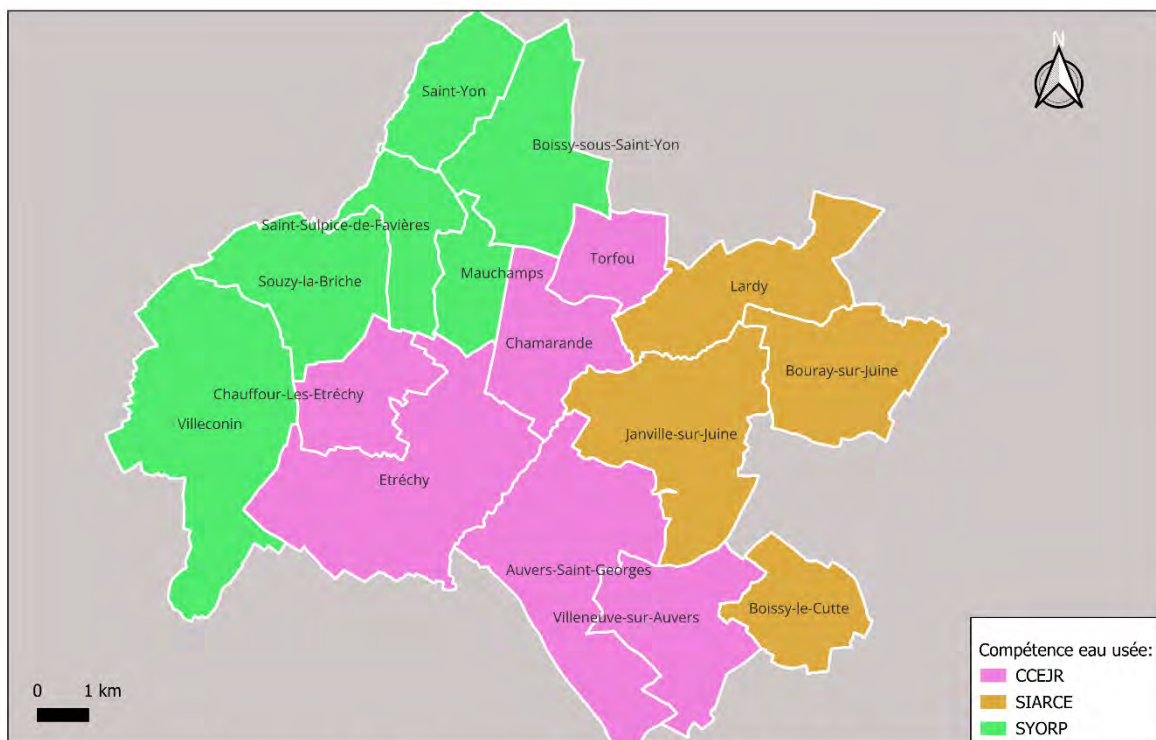 N
Saint-Yon
Boissy-sous-Saint-Yon
Saint-Sulpice-de-Favières
Torfou
Mauchamps
Souzy-la-Briche
Lardy
Chamarande
Bouray-sur-Juine
Chauffour-Les-Etréchy
Villeconin
Janville-sur-Juine
Etréchy
Auvers-Saint-Georges
Boissy-le-Cutte
Villeneuve-sur-Auvers
0 1 km
Compétence eau usée:
CCEJR
SIARCE
SYORP